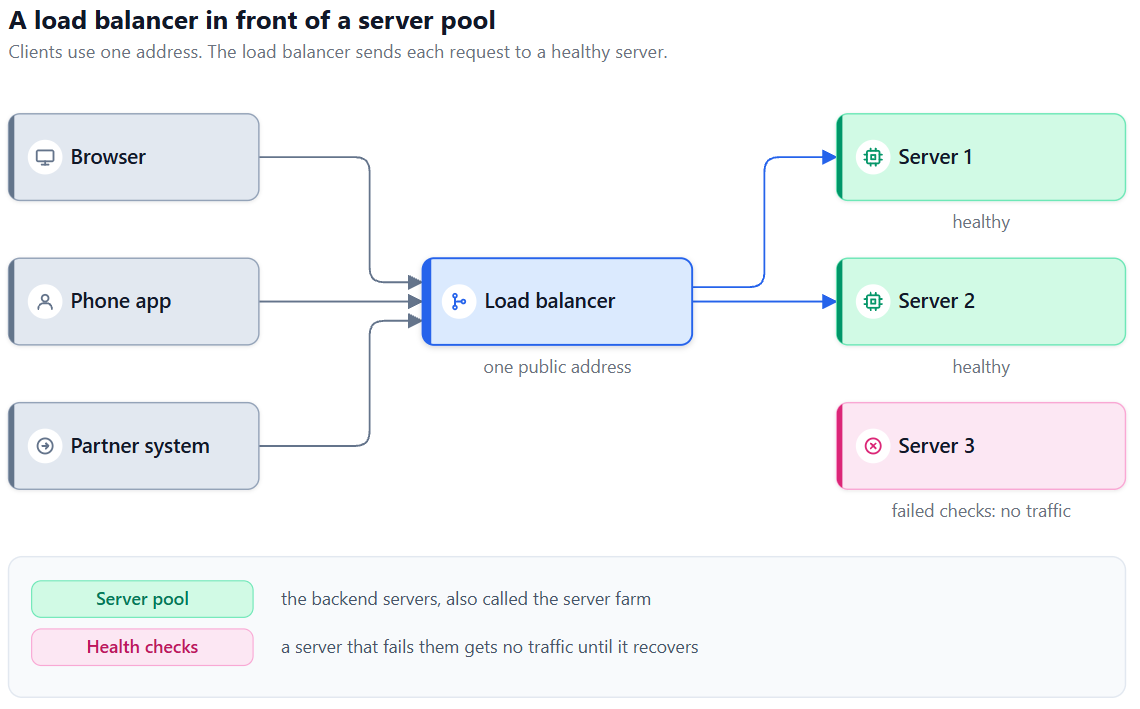 A load balancer in front of a server pool
Clients use one address. The load balancer sends each request to a healthy server.
Browser
Server 1
healthy
Phone app
Load balancer
Server 2
one public address
healthy
Partner system
Server 3
failed checks: no traffic
Server pool
the backend servers, also called the server farm
Health checks
a server that fails them gets no traffic until it recovers